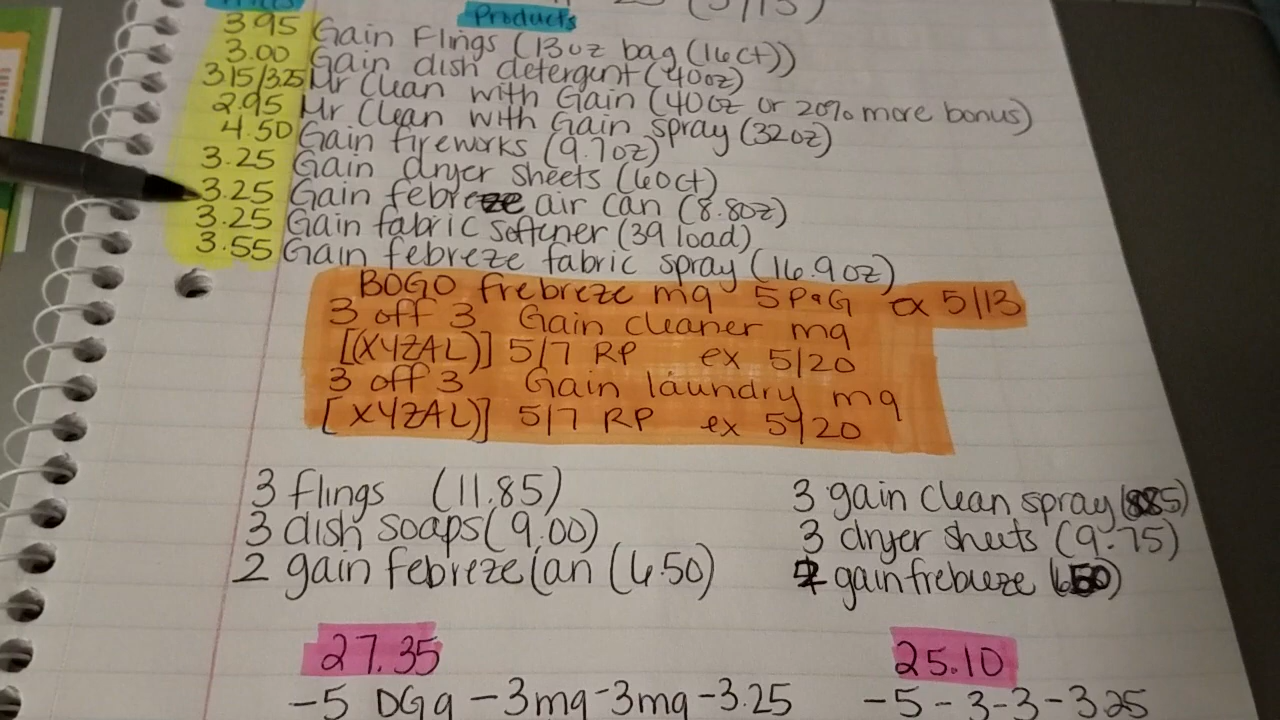 Products
3.95 Gain Flings (13oz bag (16ct))
3.00 Gain dish detergent (40oz)
3.15/3.25 Mr Clean with Gain (40oz or 20% more bonus)
2.95 Mr Clean with Gain spray (32oz)
4.50 Gain fireworks (9.7oz)
3.25 Gain dryer sheets (60ct)
3.25 Gain febreze air can (8.80z)
3.25 Gain fabric softner (39 load)
3.55 Gain febreze fabric spray (16.9oz)
BOGO frebreze mq 5 P&G ex 5/13
3 off 3 Gain cleaner mq
[(XYZAL)] 5/7 RP ex 5/20
3 off 3 Gain laundry mq
[XYZAL)] 5/7 RP ex 5/20
3 flings (11.85)
3 dish soaps (9.00)
2 gain febreze can (6.50)
3 gain clean spray (8.85)
3 dryer sheets (9.75)
2 gain frebreze (6.50)
27.35
-5 DGq -3mq -3mq -3.25
25.10
-5 -3-3-3.25